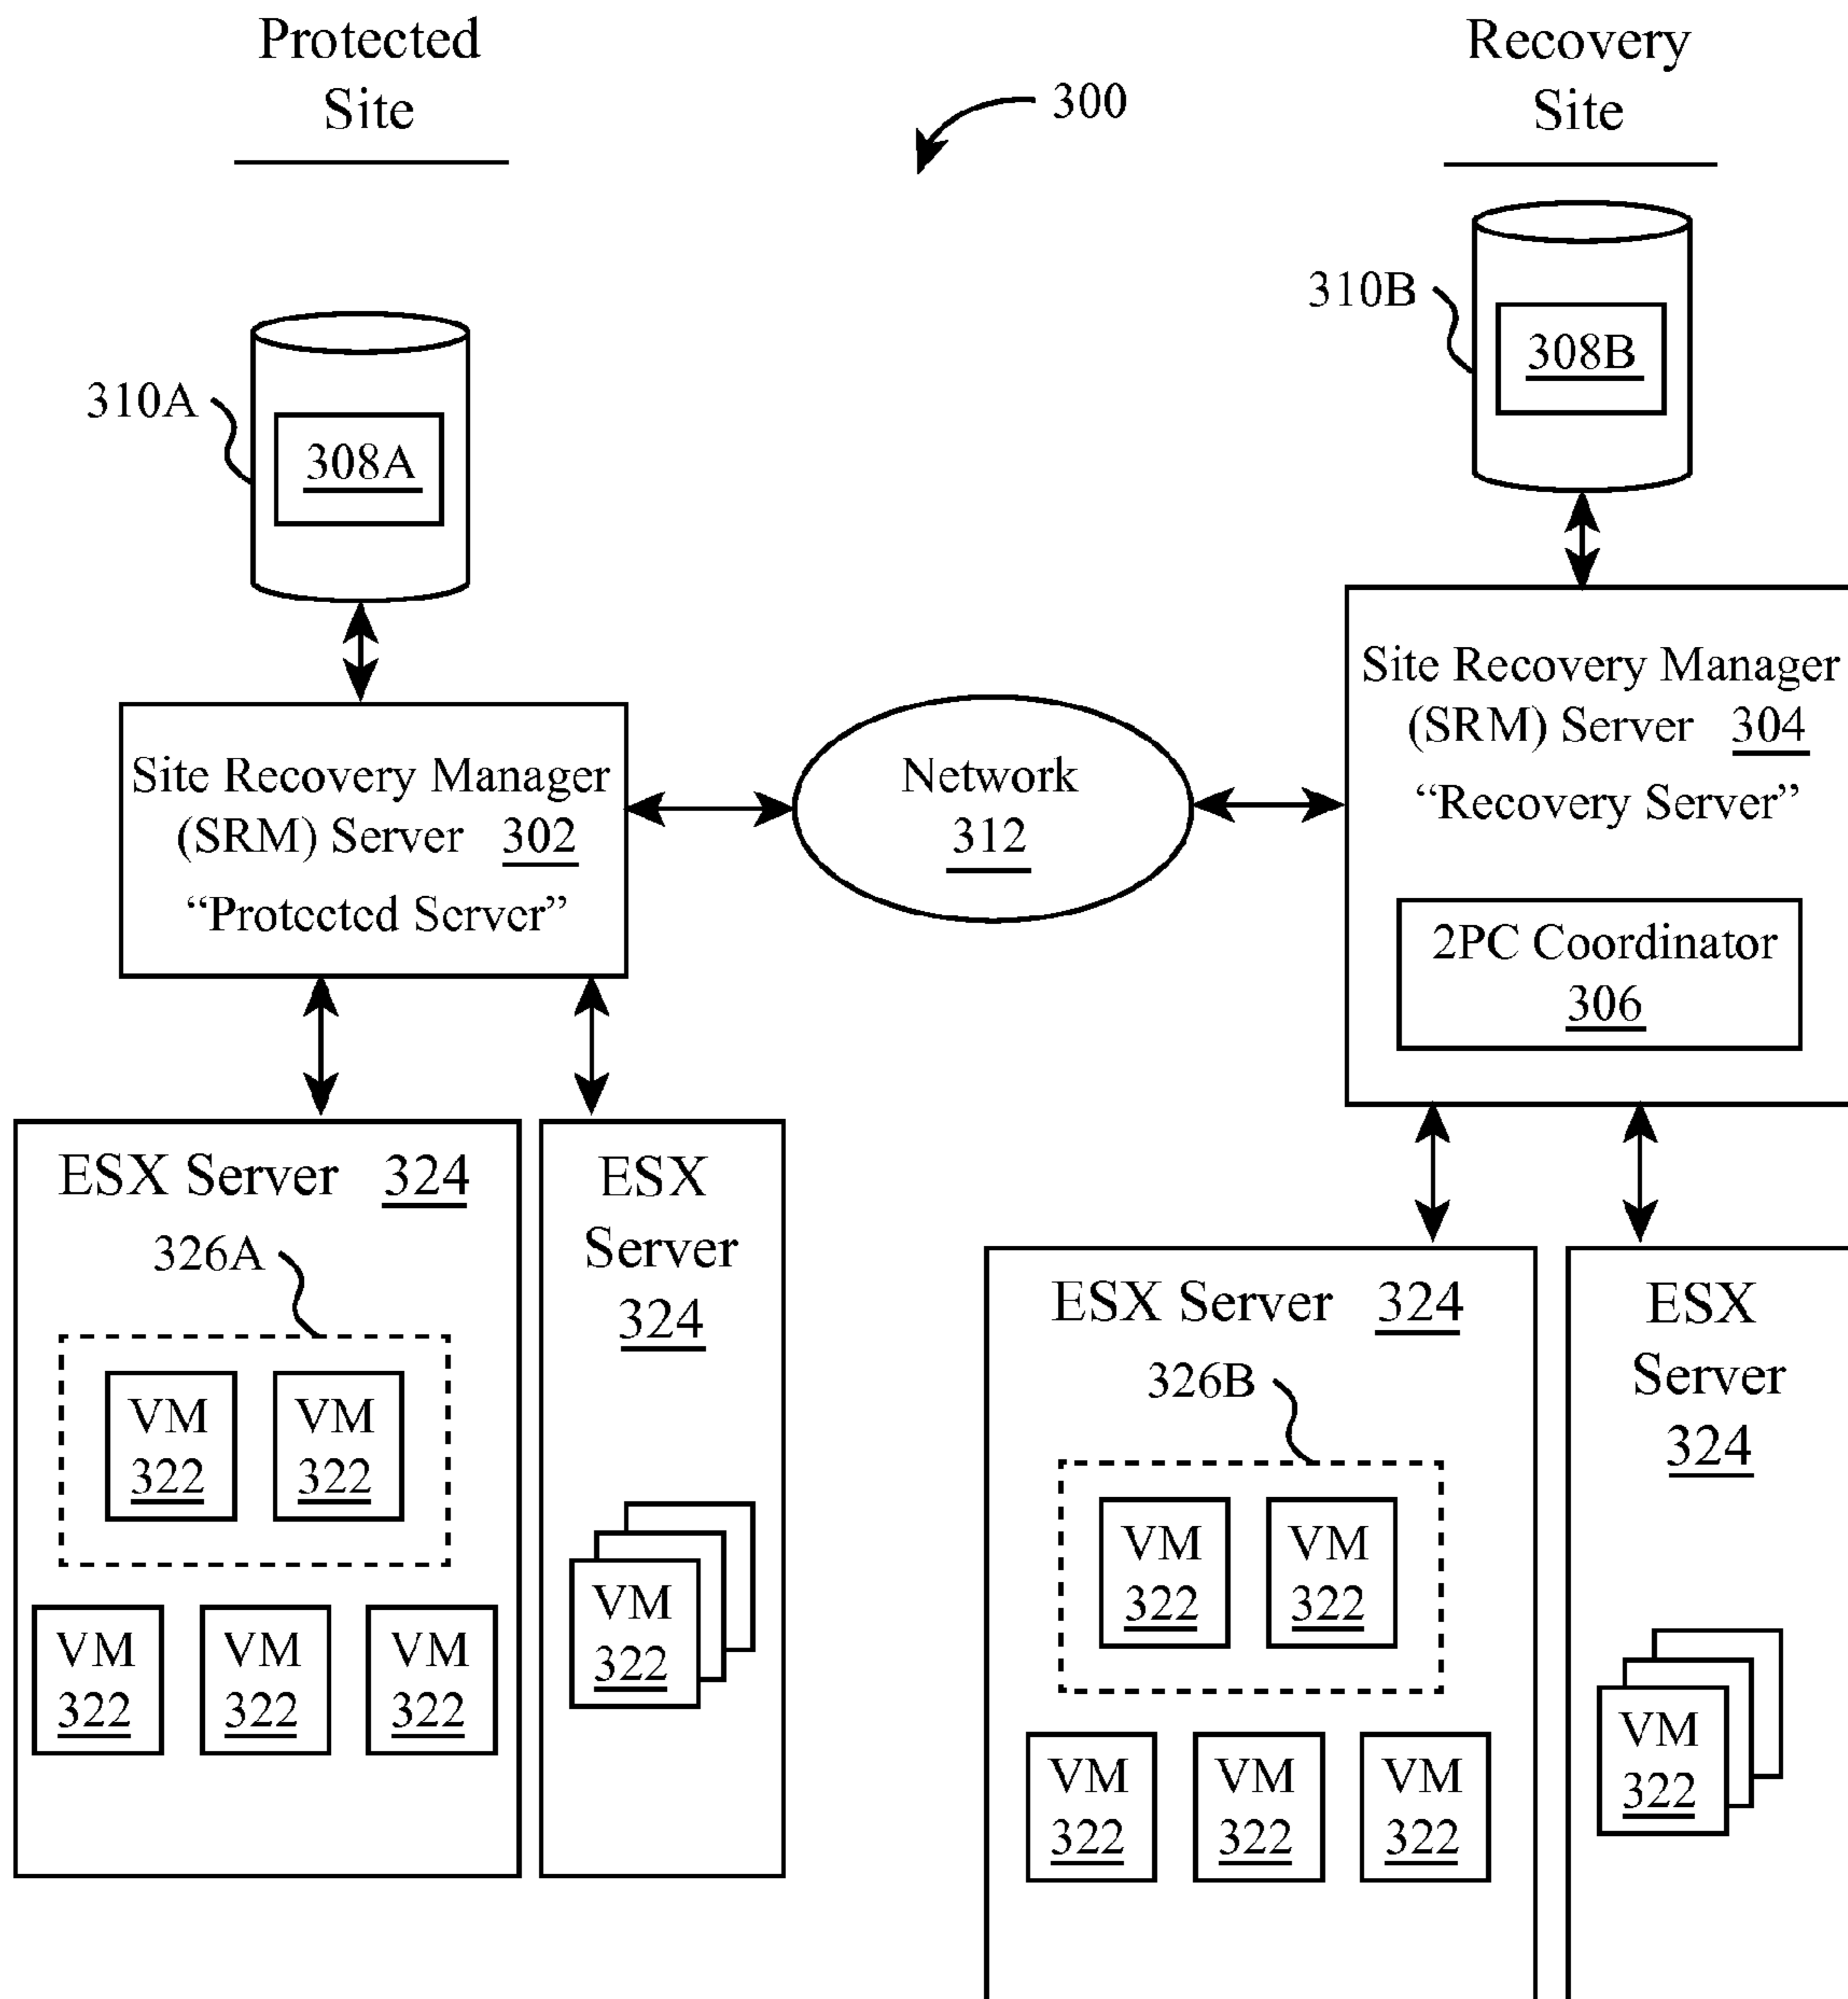 Protected
Site
Recovery
Site
300
310A
308A
310B
308B
Site Recovery Manager
(SRM) Server 302
“Protected Server”
Network
312
Site Recovery Manager
(SRM) Server 304
“Recovery Server”
2PC Coordinator
306
ESX Server 324
326A
VM
322
VM
322
VM
322
VM
322
VM
322
ESX
Server
324
VM
322
ESX Server 324
326B
VM
322
VM
322
VM
322
VM
322
VM
322
ESX
Server
324
VM
322